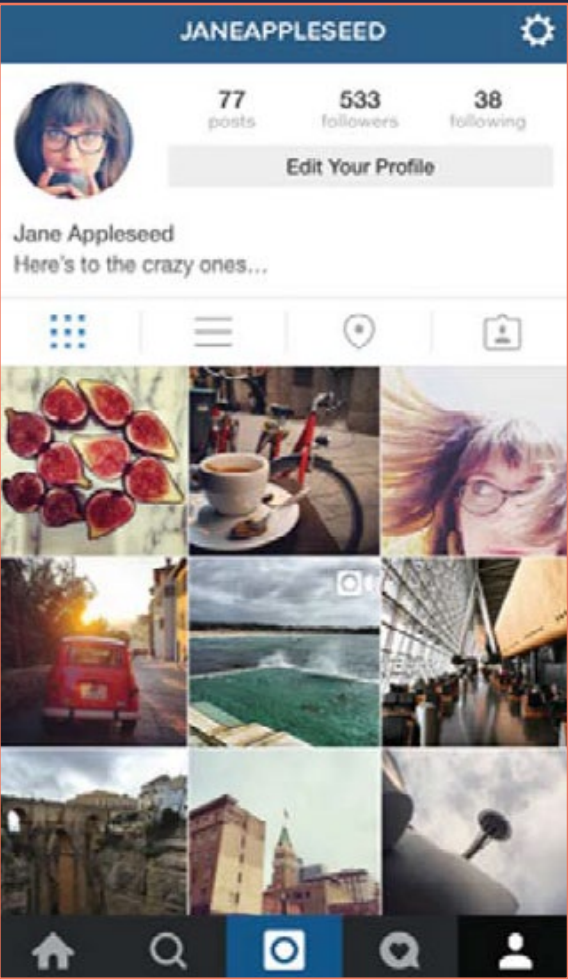 JANEAPPLESEED
77 533 38
posts followers following
Edit Your Profile
Jane Appleseed
Here's to the crazy ones...